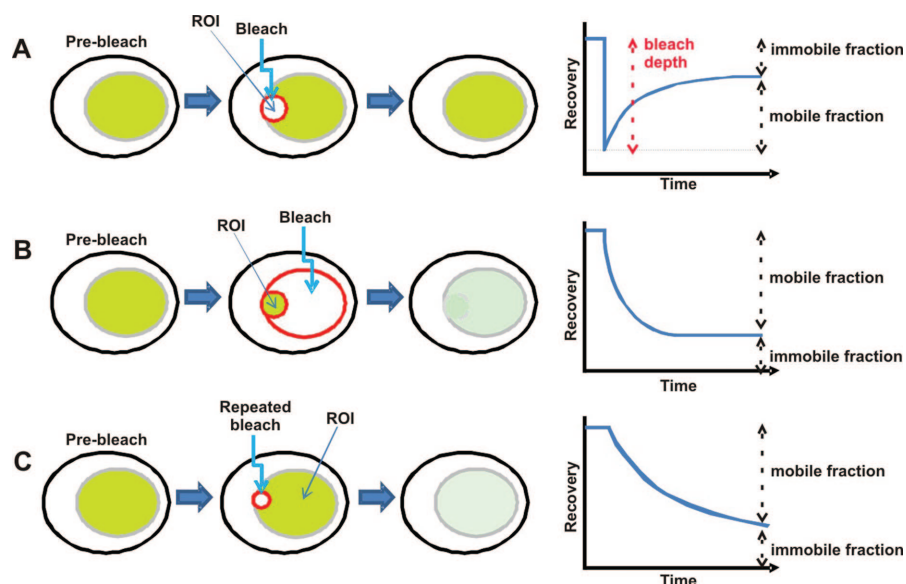 A
Pre-bleach
ROI
Bleach
Recovery
bleach
depth
immobile fraction
mobile fraction
Time
B
Pre-bleach
ROI
Bleach
Recovery
mobile fraction
immobile fraction
Time
C
Pre-bleach
Repeated
bleach
ROI
Recovery
mobile fraction
immobile fraction
Time